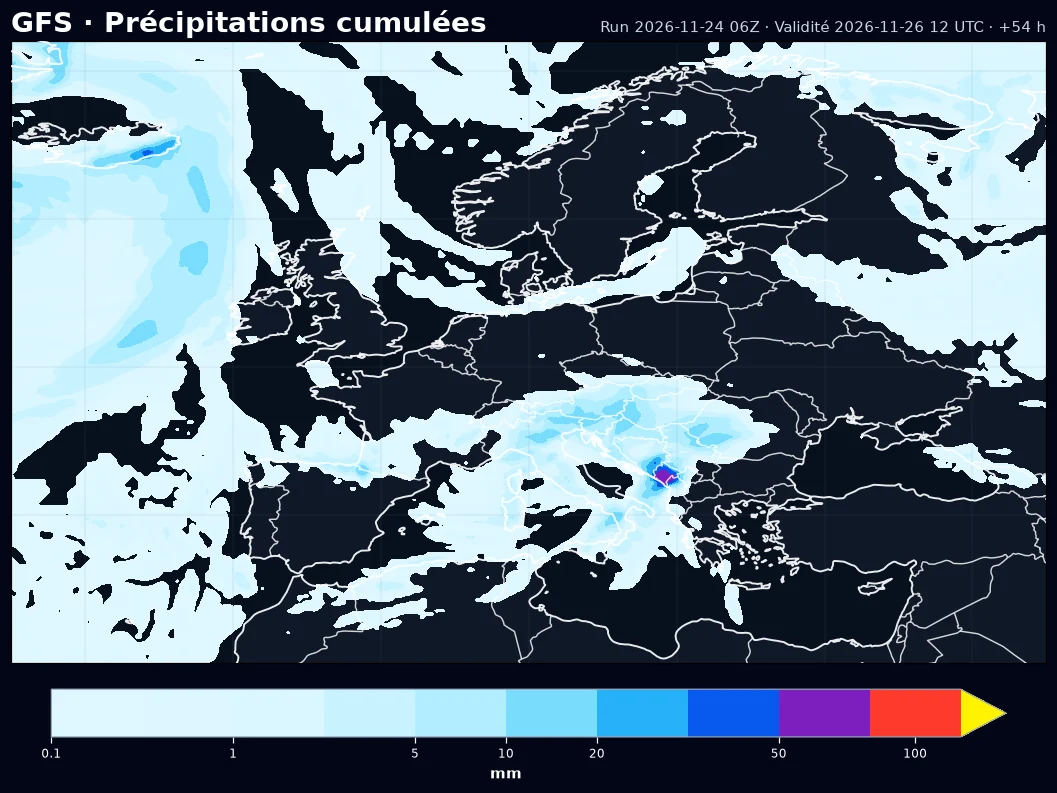 GFS · Précipitations cumulées
Run 2026-11-24 06Z · Validité 2026-11-26 12 UTC · +54 h
0.1 1 5 10 20 50 100
mm